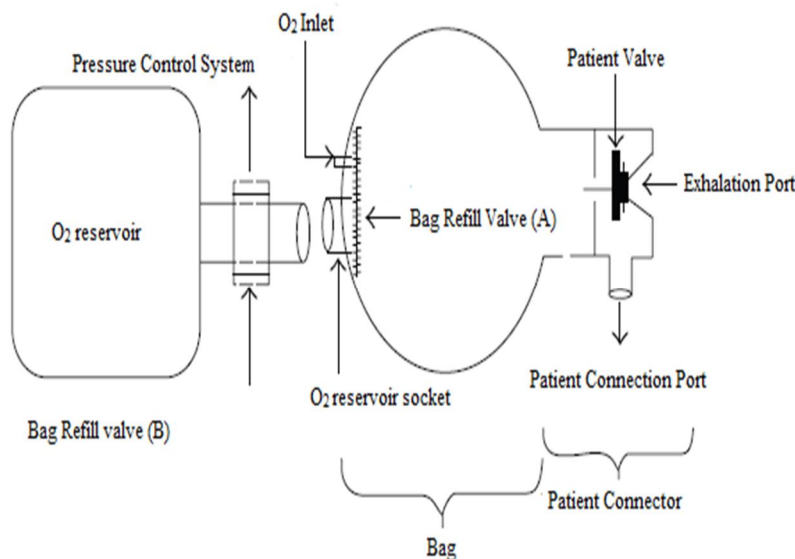 O₂ Inlet
Pressure Control System
Patient Valve
O₂ reservoir
Bag Refill Valve (A)
Exhalation Port
O₂ reservoir socket
Patient Connection Port
Bag Refill valve (B)
Patient Connector
Bag